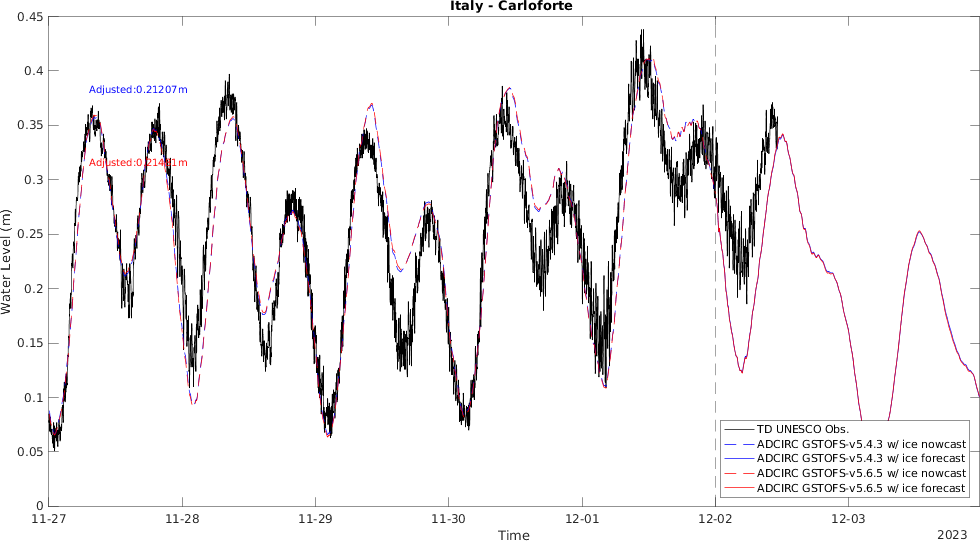 Italy - Carloforte
0.45
0.4
0.35
0.3
0.25
0.2
0.15
0.1
0.05
0
Water Level (m)
Adjusted:0.21207m
TD UNESCO Obs.
ADCIRC GSTOFS-v5.4.3 w/ ice nowcast
ADCIRC GSTOFS-v5.4.3 w/ ice forecast
ADCIRC GSTOFS-v5.6.5 w/ ice nowcast
ADCIRC GSTOFS-v5.6.5 w/ ice forecast
11-27 11-28 11-29 11-30 12-01 12-02 12-03
Time
2023